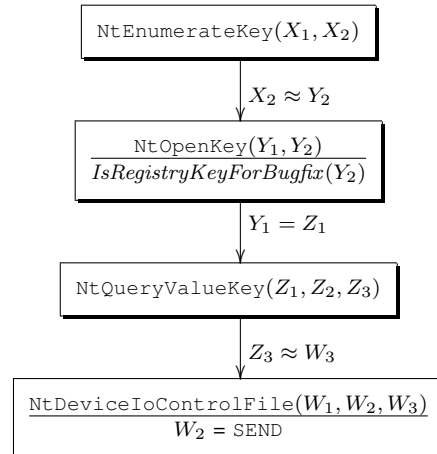 NtEnumerateKey(X₁, X₂)
X₂ ≈ Y₂
NtOpenKey(Y₁, Y₂)
IsRegistryKeyForBugfix(Y₂)
Y₁ = Z₁
NtQueryValueKey(Z₁, Z₂, Z₃)
Z₃ ≈ W₃
NtDeviceIoControlFile(W₁, W₂, W₃)
W₂ = SEND